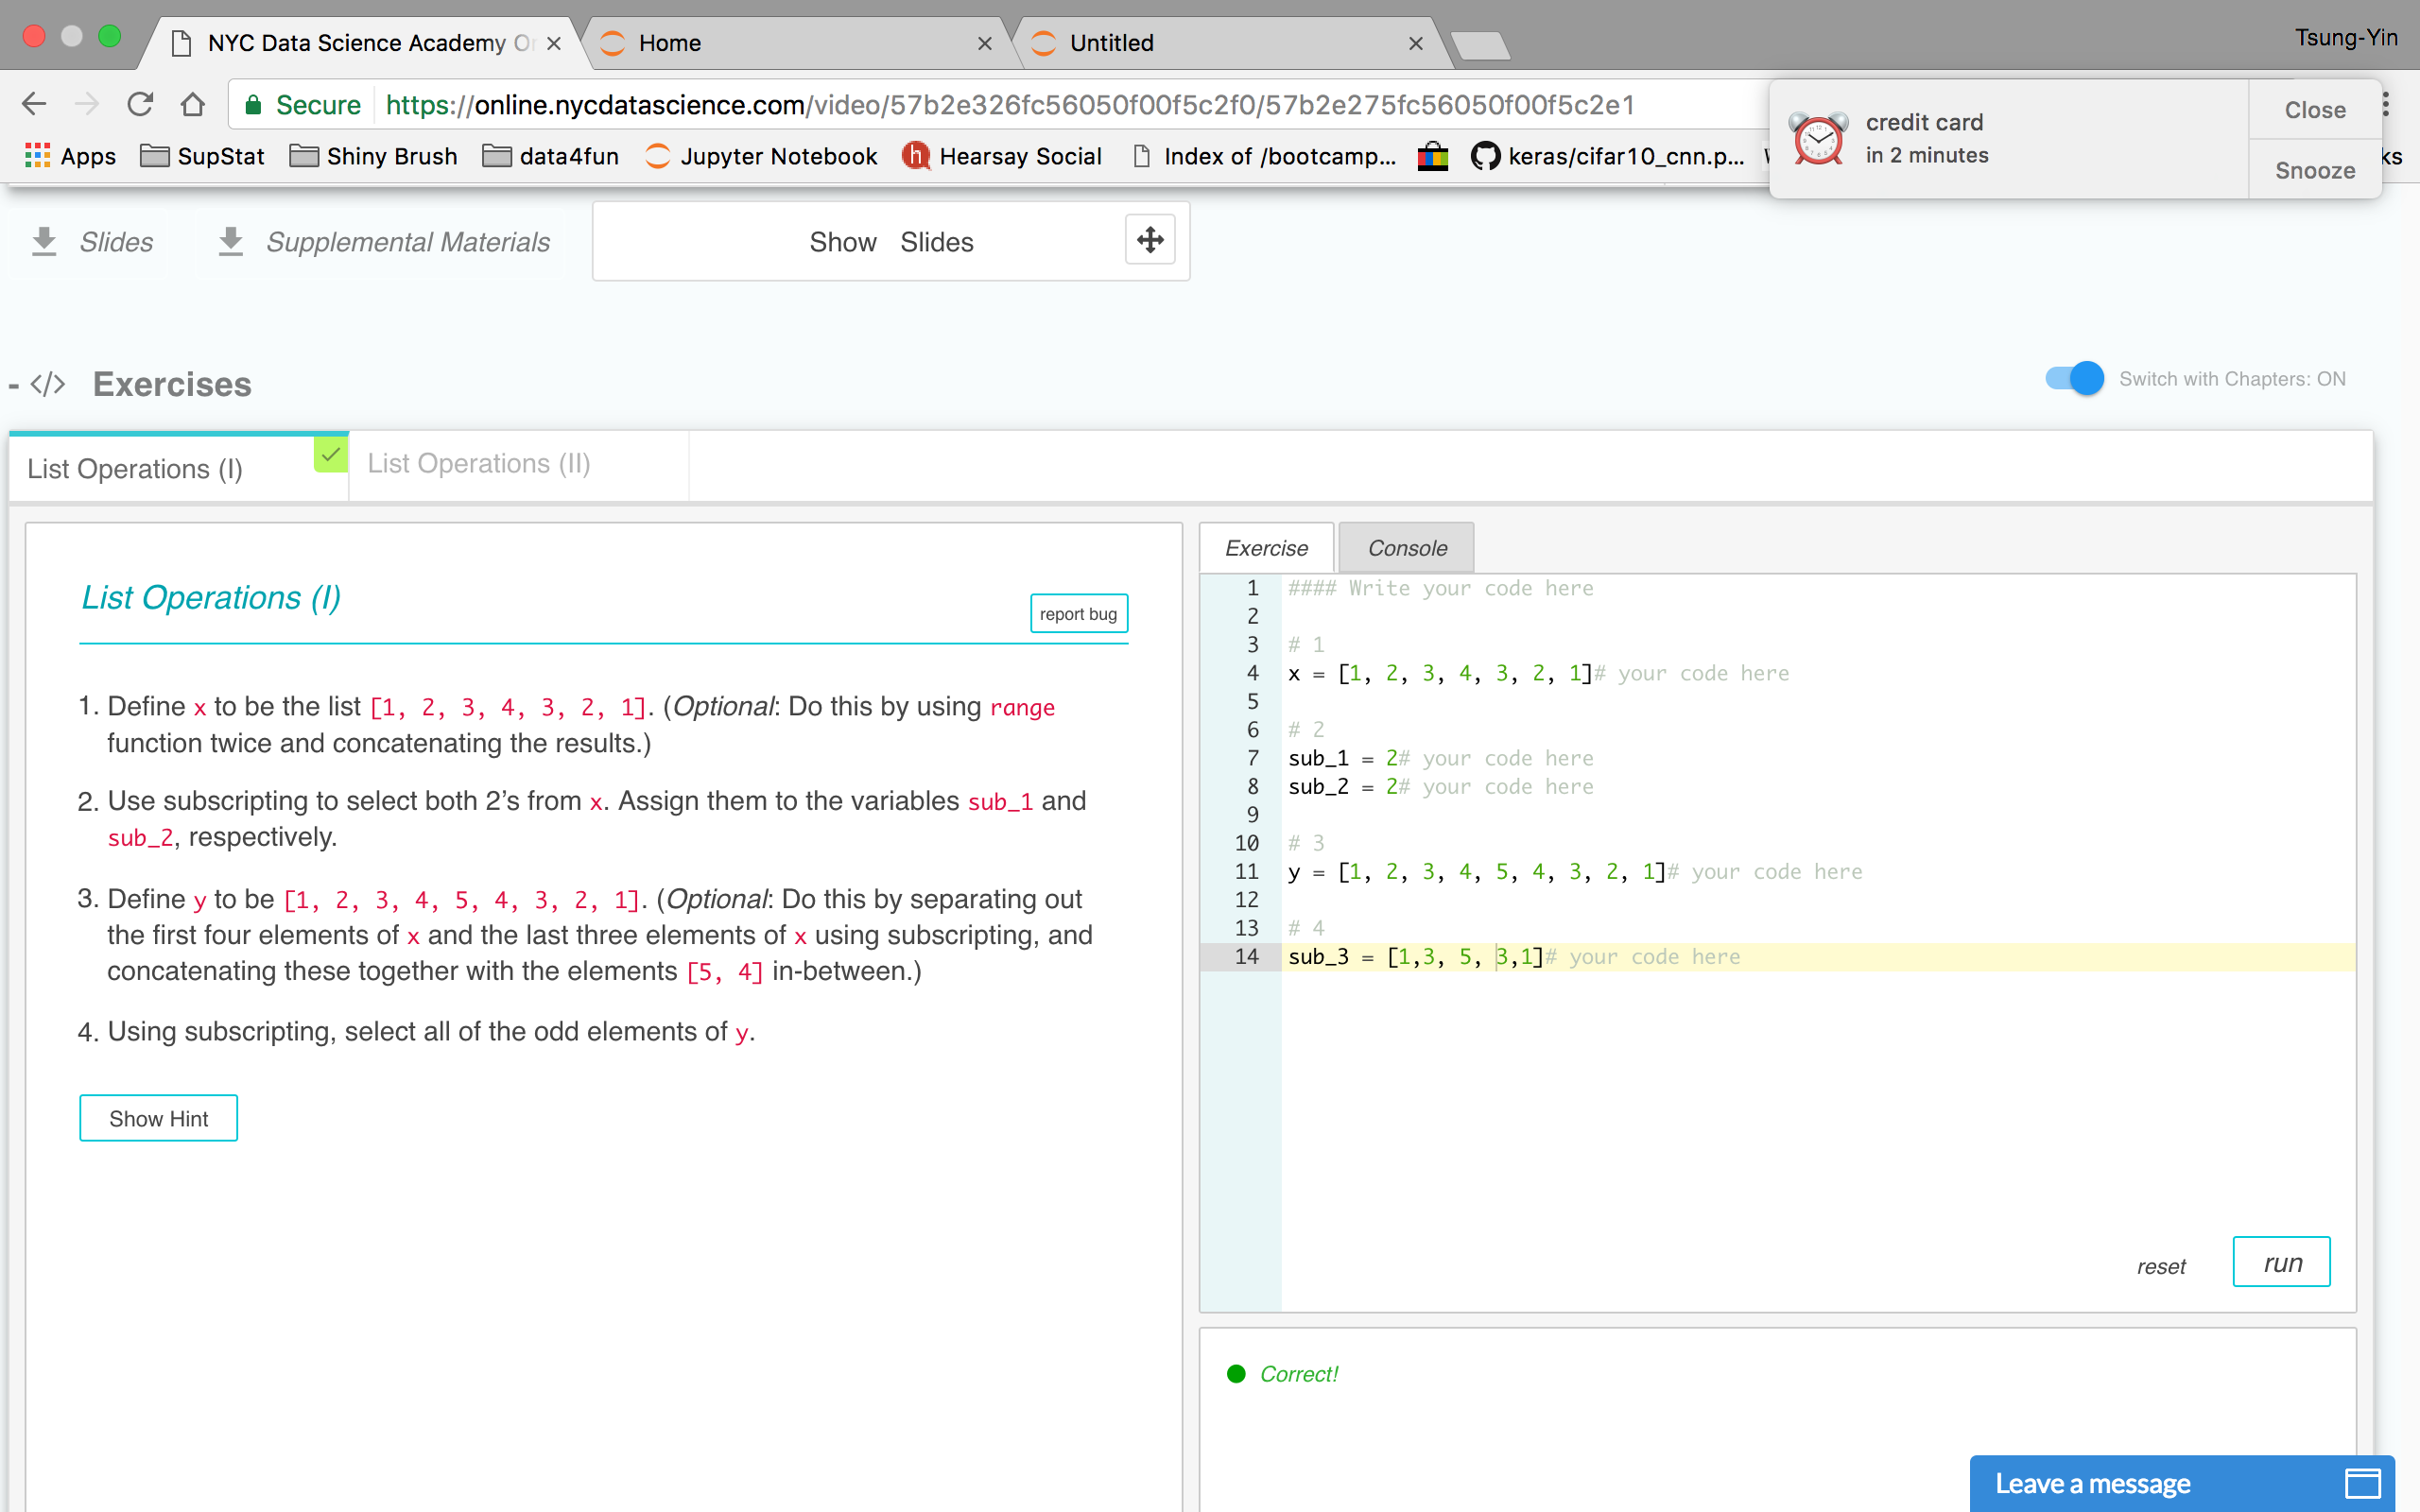 NYC Data Science Academy On
Home
Untitled
Tsung-Yin
Secure https://online.nycdatascience.com/video/57b2e326fc56050f00f5c2f0/57b2e275fc56050f00f5c2e1
credit card
in 2 minutes
Close
Snooze
Apps SupStat Shiny Brush data4fun Jupyter Notebook Hearsay Social Index of /bootcamp... keras/cifar10_cnn.p...
Slides Supplemental Materials Show Slides
- </> Exercises
Switch with Chapters: ON
List Operations (I) List Operations (II)
List Operations (I)
report bug
1. Define x to be the list [1, 2, 3, 4, 3, 2, 1]. (Optional: Do this by using range
function twice and concatenating the results.)
2. Use subscripting to select both 2’s from x. Assign them to the variables sub_1 and
sub_2, respectively.
3. Define y to be [1, 2, 3, 4, 5, 4, 3, 2, 1]. (Optional: Do this by separating out
the first four elements of x and the last three elements of x using subscripting, and
concatenating these together with the elements [5, 4] in-between.)
4. Using subscripting, select all of the odd elements of y.
Show Hint
Exercise Console
1 #### Write your code here
2
3 # 1
4 x = [1, 2, 3, 4, 3, 2, 1]# your code here
5
6 # 2
7 sub_1 = 2# your code here
8 sub_2 = 2# your code here
9
10 # 3
11 y = [1, 2, 3, 4, 5, 4, 3, 2, 1]# your code here
12
13 # 4
14 sub_3 = [1,3, 5, 3,1]# your code here
reset run
Correct!
Leave a message